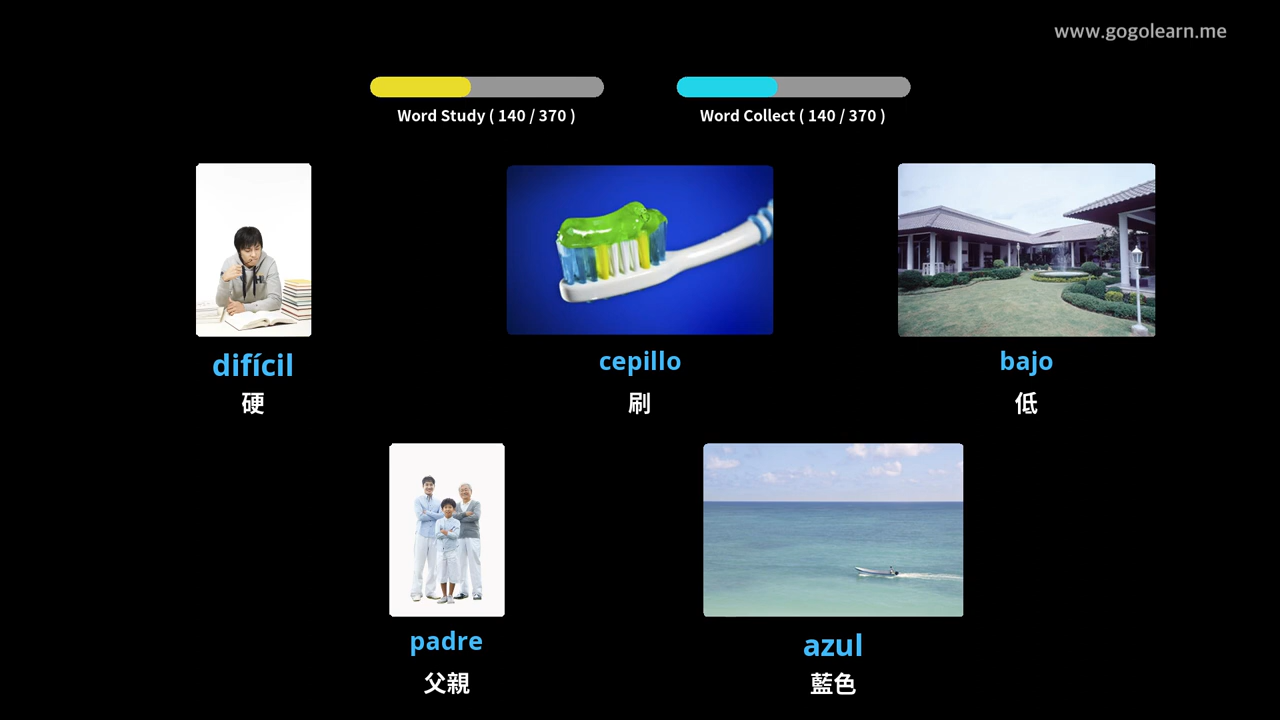 www.gogolearn.me
Word Study ( 140 / 370 )
Word Collect ( 140 / 370 )
difícil
硬
cepillo
刷
bajo
低
padre
父親
azul
藍色